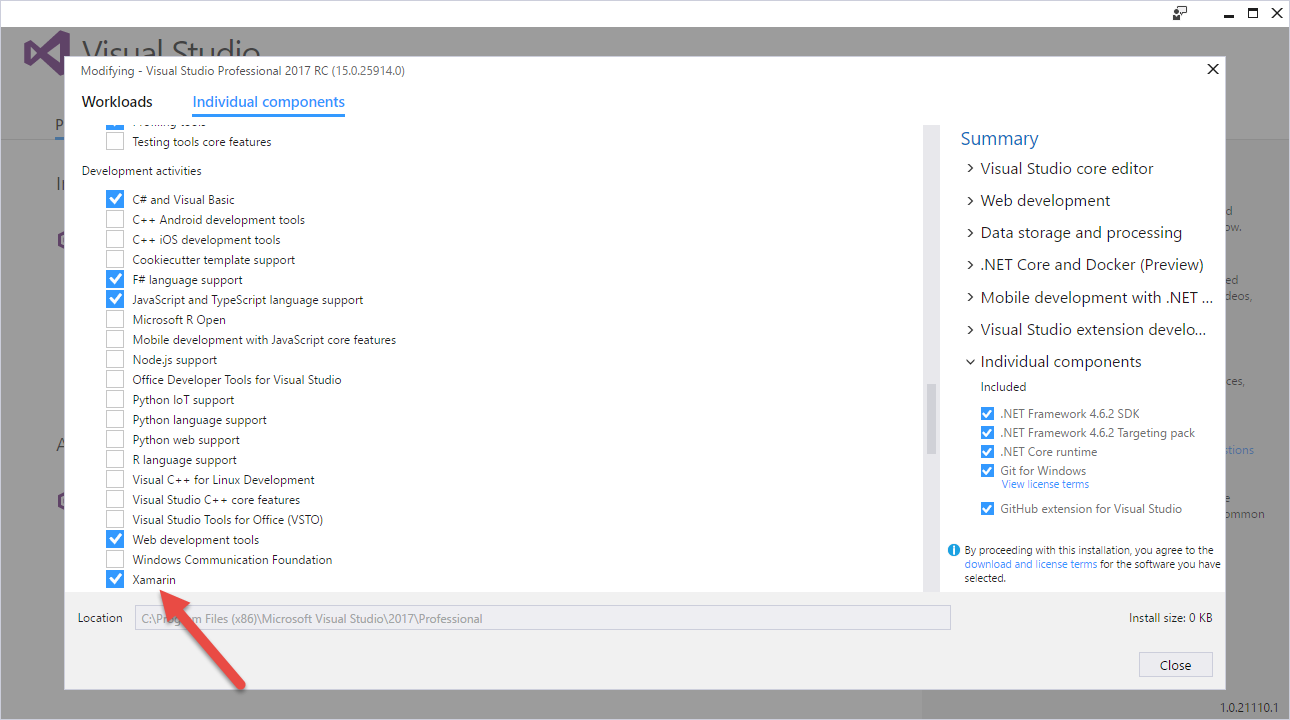 Visual Studio
Modifying - Visual Studio Professional 2017 RC (15.0.25914.0)
Workloads
Individual components
Profiling tools
Testing tools core features
Development activities
C# and Visual Basic
C++ Android development tools
C++ iOS development tools
Cookiecutter template support
F# language support
JavaScript and TypeScript language support
Microsoft R Open
Mobile development with JavaScript core features
Node.js support
Office Developer Tools for Visual Studio
Python IoT support
Python language support
Python web support
R language support
Visual C++ for Linux Development
Visual Studio C++ core features
Visual Studio Tools for Office (VSTO)
Web development tools
Windows Communication Foundation
Xamarin
Summary
Visual Studio core editor
Web development
Data storage and processing
.NET Core and Docker (Preview)
Mobile development with .NET ...
Visual Studio extension develo...
Individual components
Included
.NET Framework 4.6.2 SDK
.NET Framework 4.6.2 Targeting pack
.NET Core runtime
Git for Windows
View license terms
GitHub extension for Visual Studio
By proceeding with this installation, you agree to the
download and license terms for the software you have
selected.
Location
C:\Program Files (x86)\Microsoft Visual Studio\2017\Professional
Install size: 0 KB
Close
1.0.21110.1